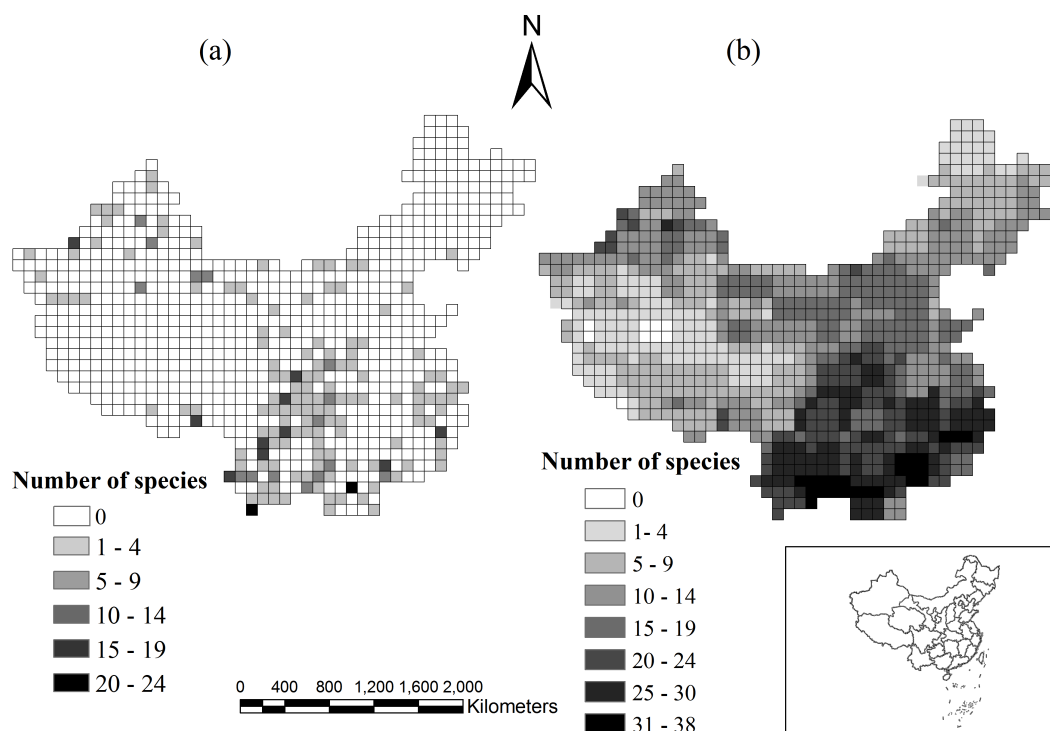 (a)
N
(b)
Number of species
0
1 - 4
5 - 9
10 - 14
15 - 19
20 - 24
0 400 800 1,200 1,600 2,000
Kilometers
Number of species
0
1- 4
5 - 9
10 - 14
15 - 19
20 - 24
25 - 30
31 - 38